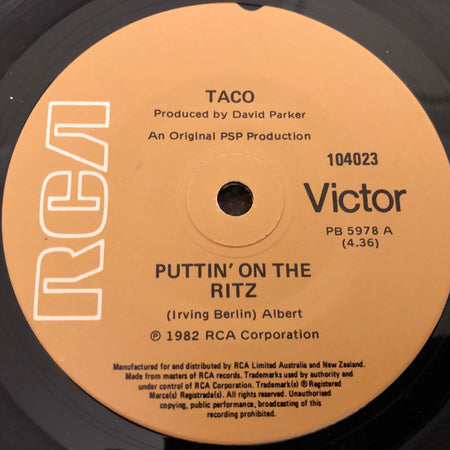 TACO
Produced by David Parker
An Original PSP Production
RCA
104023
Victor
PB 5978 A
(4.36)
PUTTIN' ON THE
RITZ
(Irving Berlin) Albert
℗ 1982 RCA Corporation
Manufactured for and distributed by RCA Limited Australia and New Zealand.
Made from masters of RCA records. Trademarks used by authority and
under control of RCA Corporation. Trademark(s) ® Registered
Marca(s) Registrada(s). All rights reserved. Unauthorised
copying, public performance, broadcasting of this
recording prohibited.